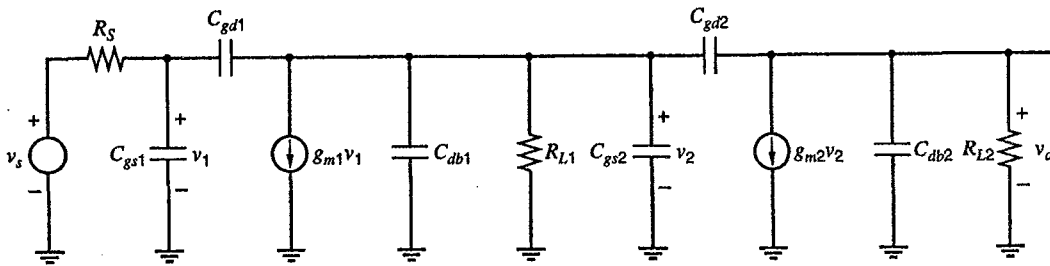 R_S
C_gd1
C_gd2
+
v_s
−
C_gs1
+
v_1
−
g_m1v_1
C_db1
R_L1
C_gs2
+
v_2
−
g_m2v_2
C_db2
R_L2
+
v_o
−